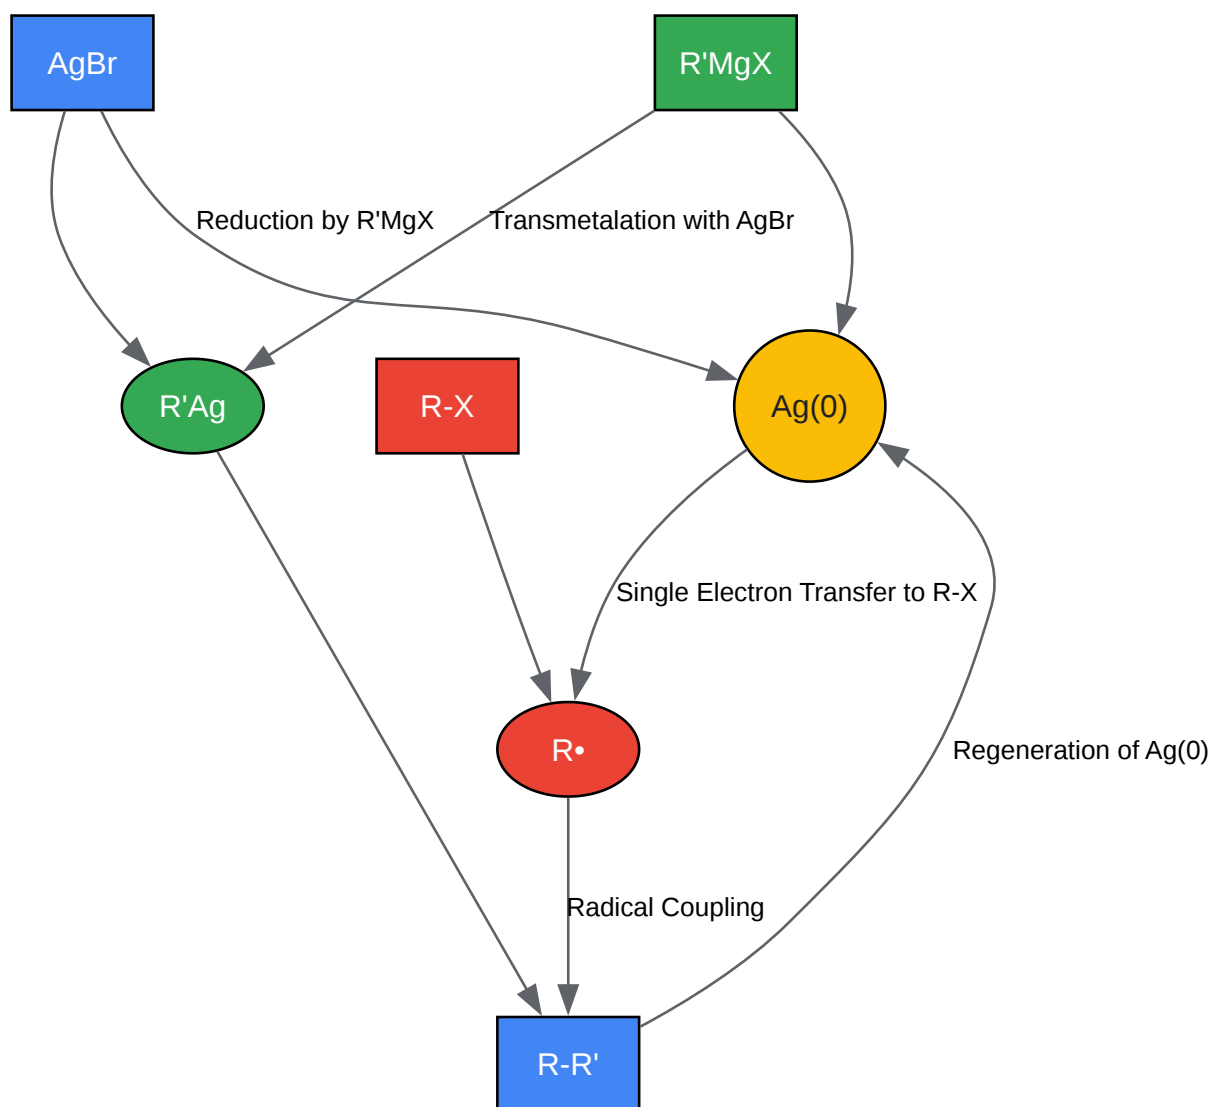 AgBr
R'MgX
Reduction by R'MgX
Transmetalation with AgBr
R'Ag
R-X
Ag(0)
Single Electron Transfer to R-X
R•
Regeneration of Ag(0)
Radical Coupling
R-R'